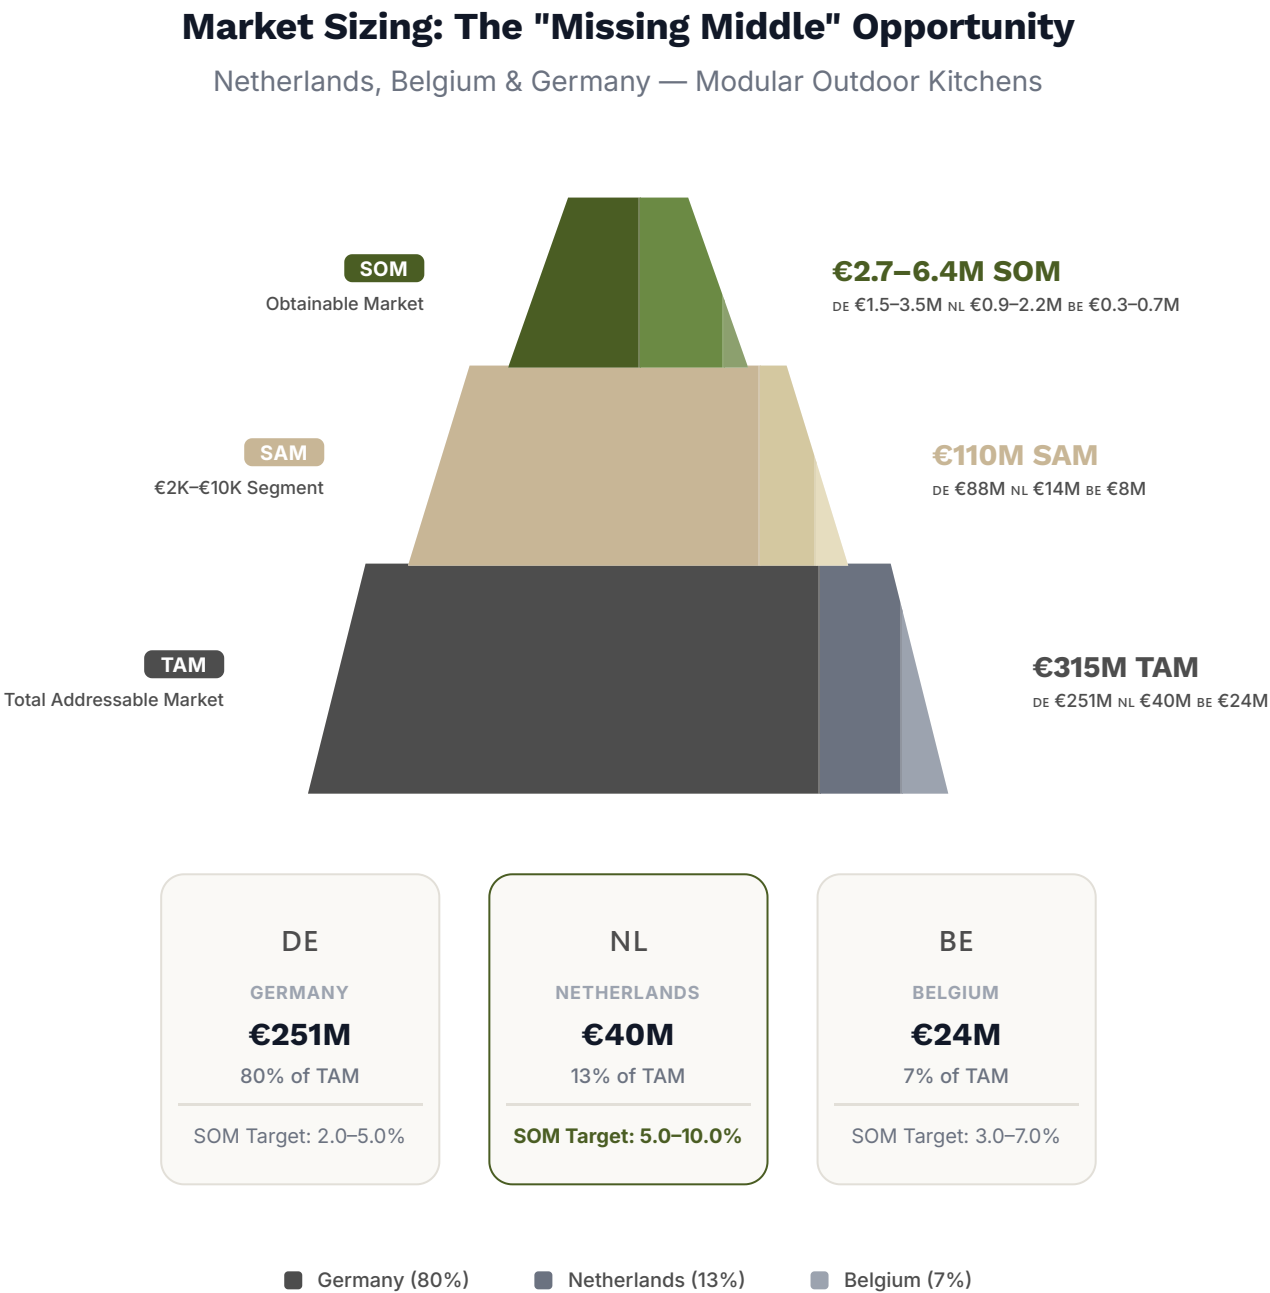 Market Sizing: The "Missing Middle" Opportunity
Netherlands, Belgium & Germany — Modular Outdoor Kitchens
SOM
Obtainable Market
€2.7–6.4M SOM
DE €1.5–3.5M NL €0.9–2.2M BE €0.3–0.7M
SAM
€2K–€10K Segment
€110M SAM
DE €88M NL €14M BE €8M
TAM
Total Addressable Market
€315M TAM
DE €251M NL €40M BE €24M
DE
GERMANY
€251M
80% of TAM
SOM Target: 2.0–5.0%
NL
NETHERLANDS
€40M
13% of TAM
SOM Target: 5.0–10.0%
BE
BELGIUM
€24M
7% of TAM
SOM Target: 3.0–7.0%
Germany (80%)
Netherlands (13%)
Belgium (7%)